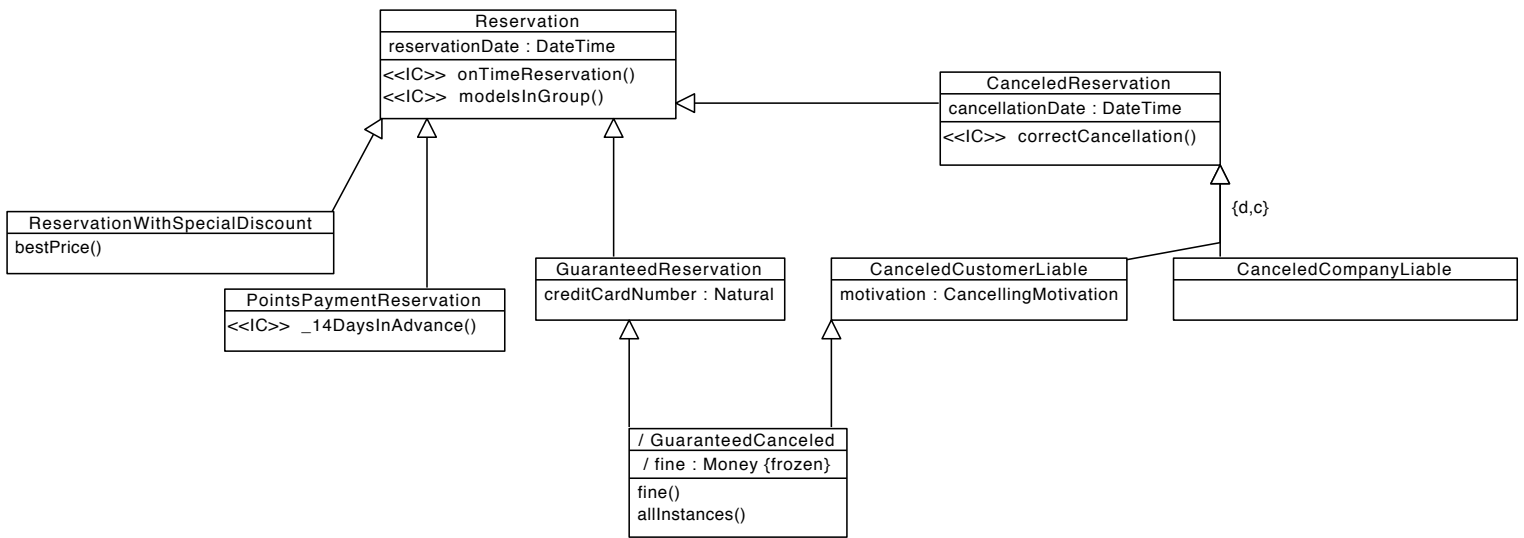 Reservation
reservationDate : DateTime
<<IC>> onTimeReservation()
<<IC>> modelsInGroup()
CanceledReservation
cancellationDate : DateTime
<<IC>> correctCancellation()
{d,c}
ReservationWithSpecialDiscount
bestPrice()
PointsPaymentReservation
<<IC>> _14DaysInAdvance()
GuaranteedReservation
creditCardNumber : Natural
CanceledCustomerLiable
motivation : CancellingMotivation
CanceledCompanyLiable
/ GuaranteedCanceled
/ fine : Money {frozen}
fine()
allInstances()